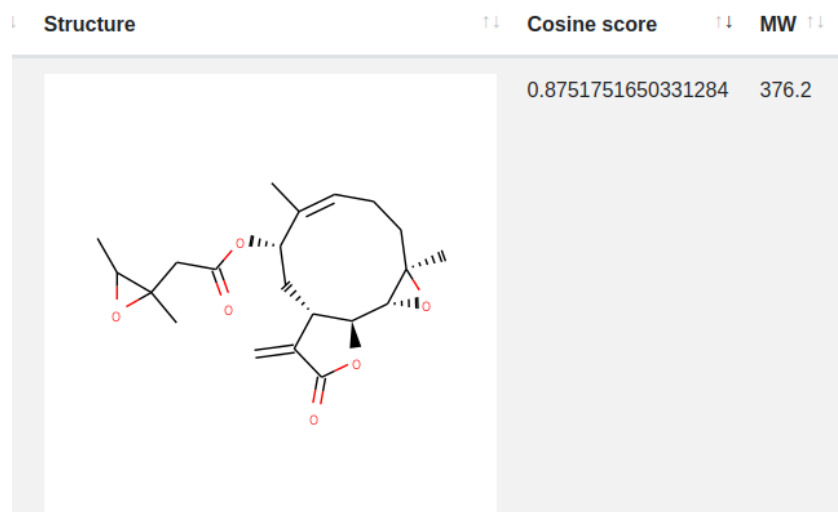 Structure ↑↓ Cosine score ↑↓ MW ↑↓
0.8751751650331284 376.2
O
O
O
O
O
O
O